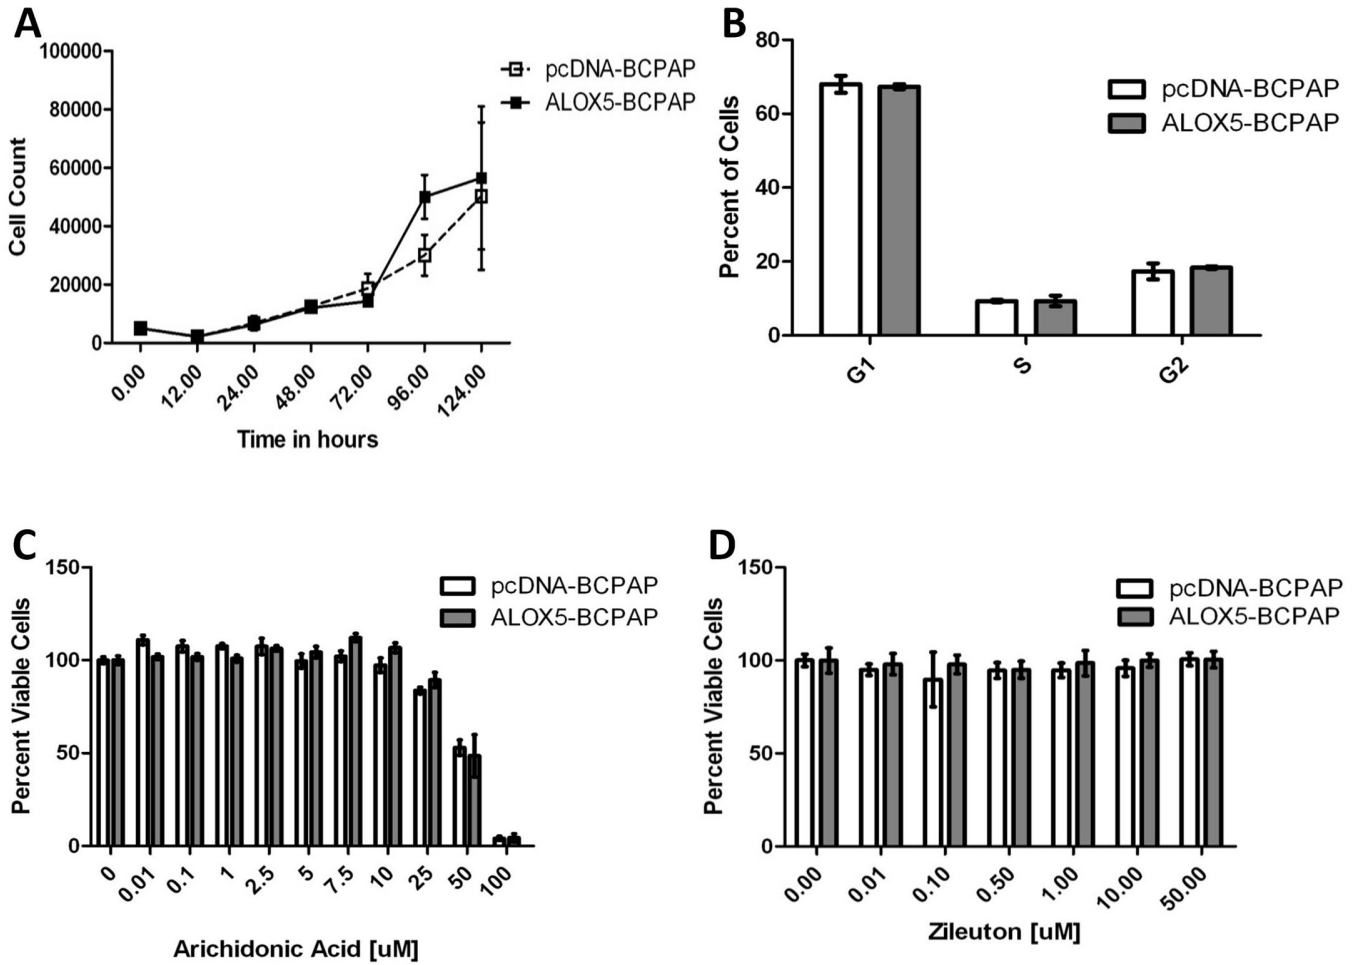 A
100000
80000
60000
40000
20000
0
Cell Count
pcDNA-BCPAP
ALOX5-BCPAP
0.00
12.00
24.00
48.00
72.00
96.00
124.00
Time in hours
B
80
60
40
20
0
Percent of Cells
pcDNA-BCPAP
ALOX5-BCPAP
G1
S
G2
C
150
100
50
0
Percent Viable Cells
pcDNA-BCPAP
ALOX5-BCPAP
0
0.01
0.1
1
2.5
5
7.5
10
25
50
100
Arichidonic Acid [uM]
D
150
100
50
0
Percent Viable Cells
pcDNA-BCPAP
ALOX5-BCPAP
0.00
0.01
0.10
0.50
1.00
10.00
50.00
Zileuton [uM]